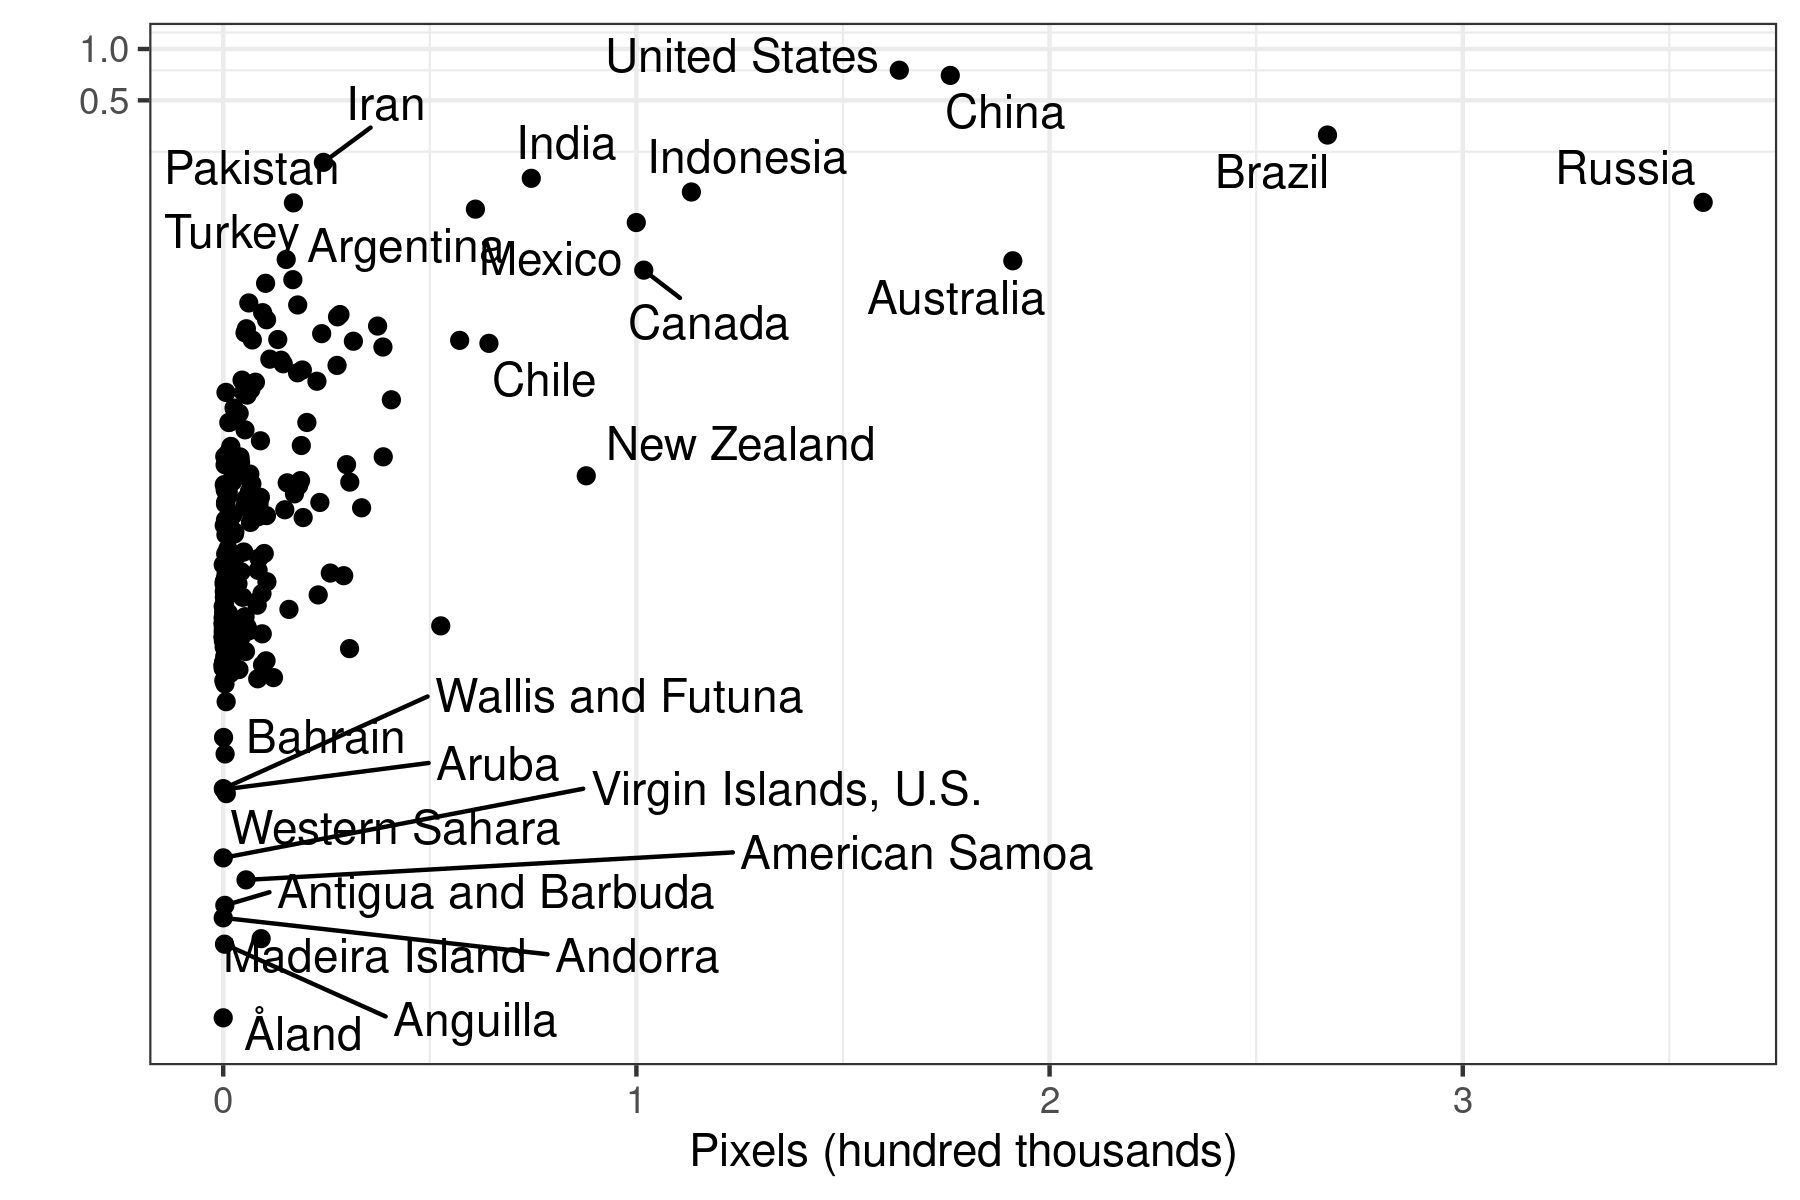 1.0
United States
0.5
Iran
China
India
Indonesia
Pakistan
Brazil
Russia
Turkey
Argentina
Mexico
Australia
Canada
Chile
New Zealand
Wallis and Futuna
Bahrain
Aruba
Virgin Islands, U.S.
Western Sahara
American Samoa
Antigua and Barbuda
Madeira Island
Andorra
Anguilla
Åland
0 1 2 3
Pixels (hundred thousands)